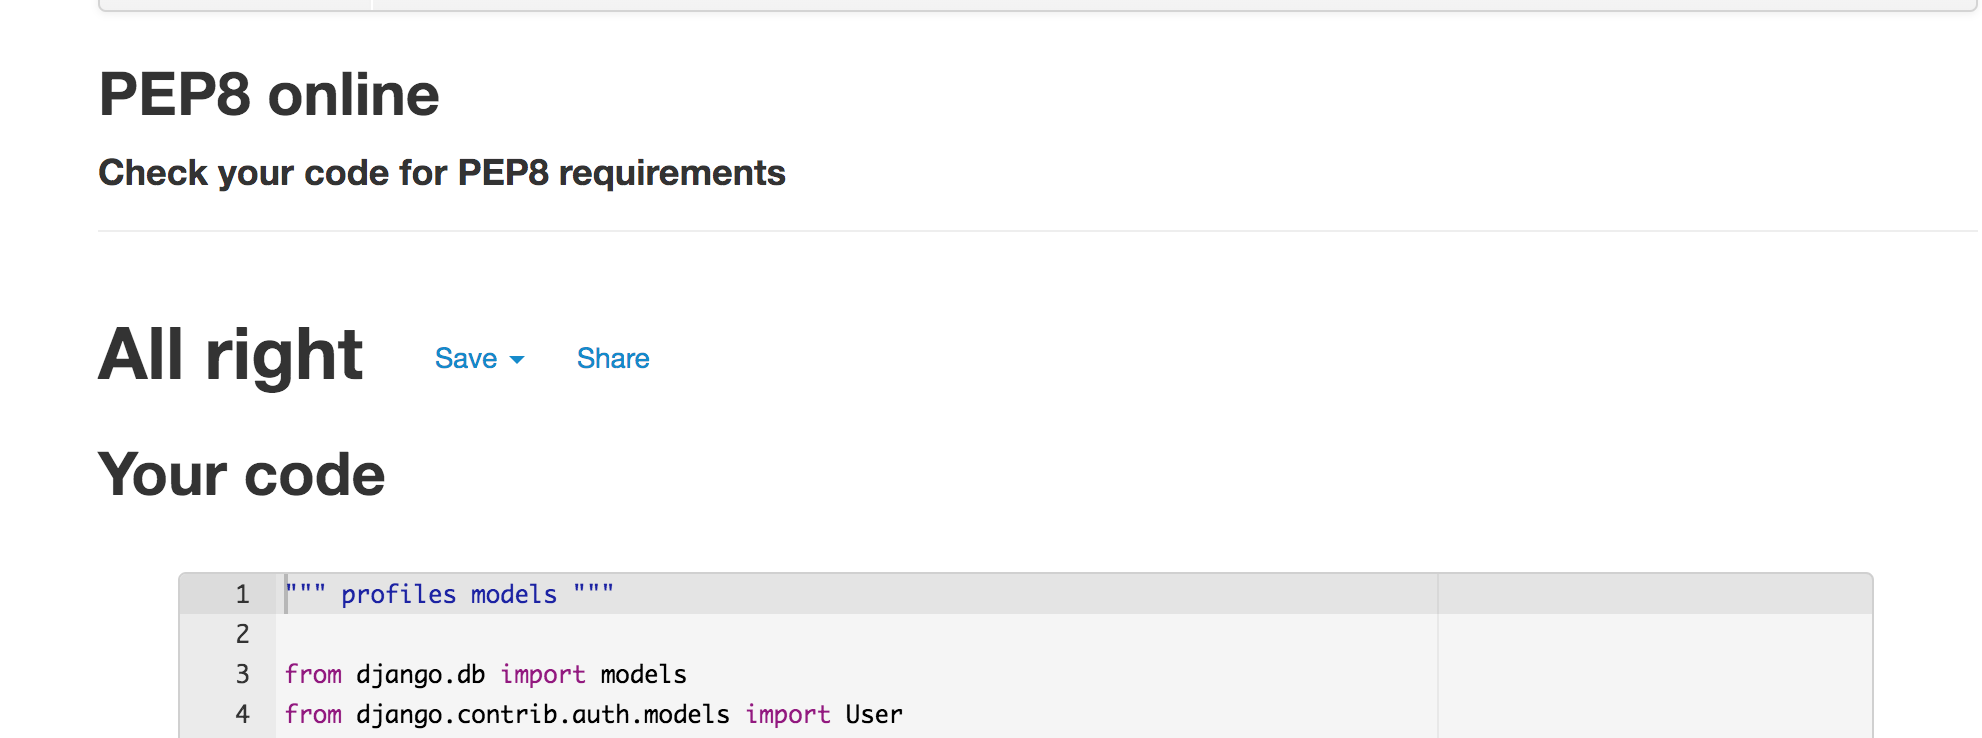 PEP8 online
Check your code for PEP8 requirements
All right Save Share
Your code
1 """ profiles models """
2
3 from django.db import models
4 from django.contrib.auth.models import User